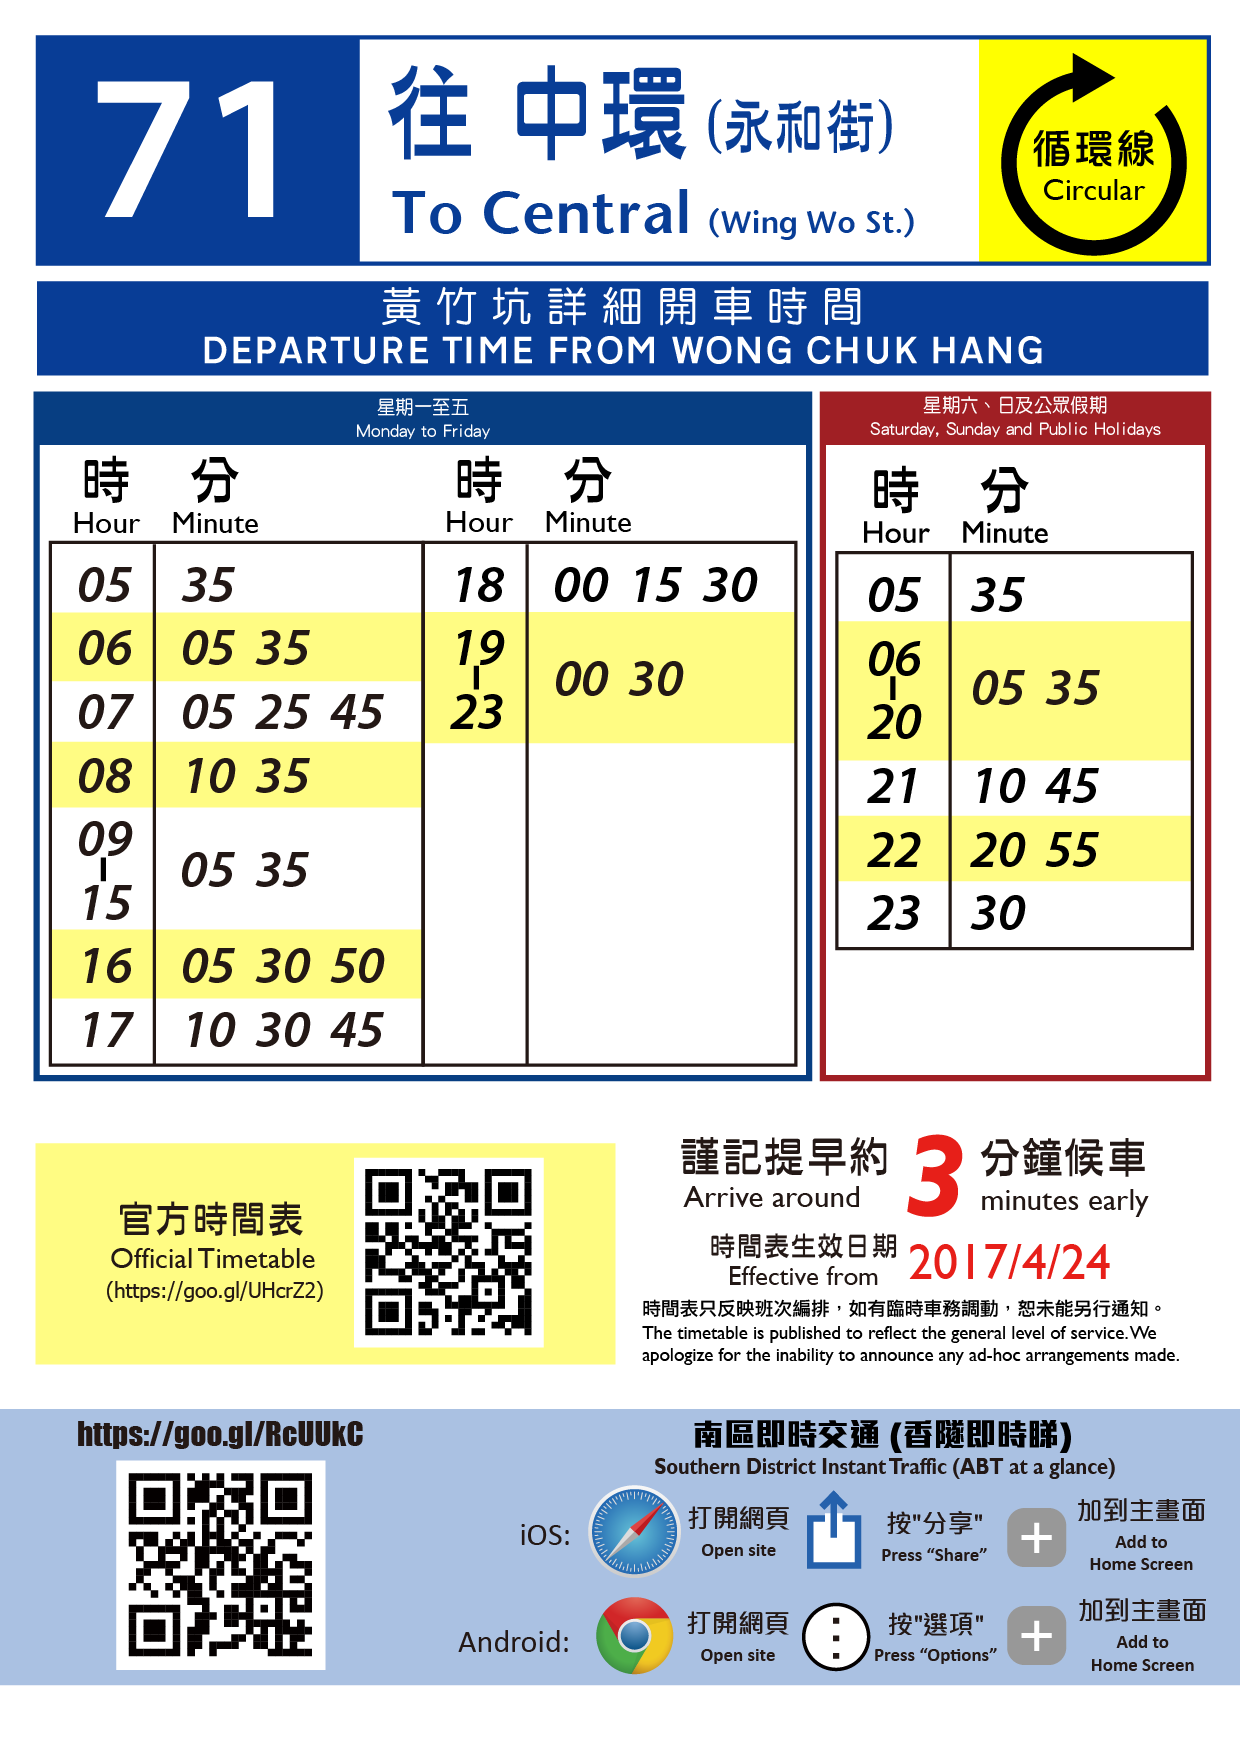 71
往 中環 (永和街)
To Central (Wing Wo St.)
循環線
Circular
黃竹坑詳細開車時間
DEPARTURE TIME FROM WONG CHUK HANG
星期一至五
Monday to Friday
時 分 時 分
Hour Minute Hour Minute
05 35 18 00 15 30
06 05 35 19-23 00 30
07 05 25 45
08 10 35
09-15 05 35
16 05 30 50
17 10 30 45
星期六、日及公眾假期
Saturday, Sunday and Public Holidays
時 分
Hour Minute
05 35
06-20 05 35
21 10 45
22 20 55
23 30
官方時間表
Official Timetable
(https://goo.gl/UHcrZ2)
謹記提早約 3 分鐘候車
Arrive around minutes early
時間表生效日期
Effective from 2017/4/24
時間表只反映班次編排，如有臨時車務調動，恕未能另行通知。
The timetable is published to reflect the general level of service. We
apologize for the inability to announce any ad-hoc arrangements made.
https://goo.gl/RcUUkC
南區即時交通 (香隧即時睇)
Southern District Instant Traffic (ABT at a glance)
iOS: 打開網頁 按"分享" 加到主畫面
Open site Press “Share” Add to
Home Screen
Android: 打開網頁 按"選項" 加到主畫面
Open site Press “Options” Add to
Home Screen